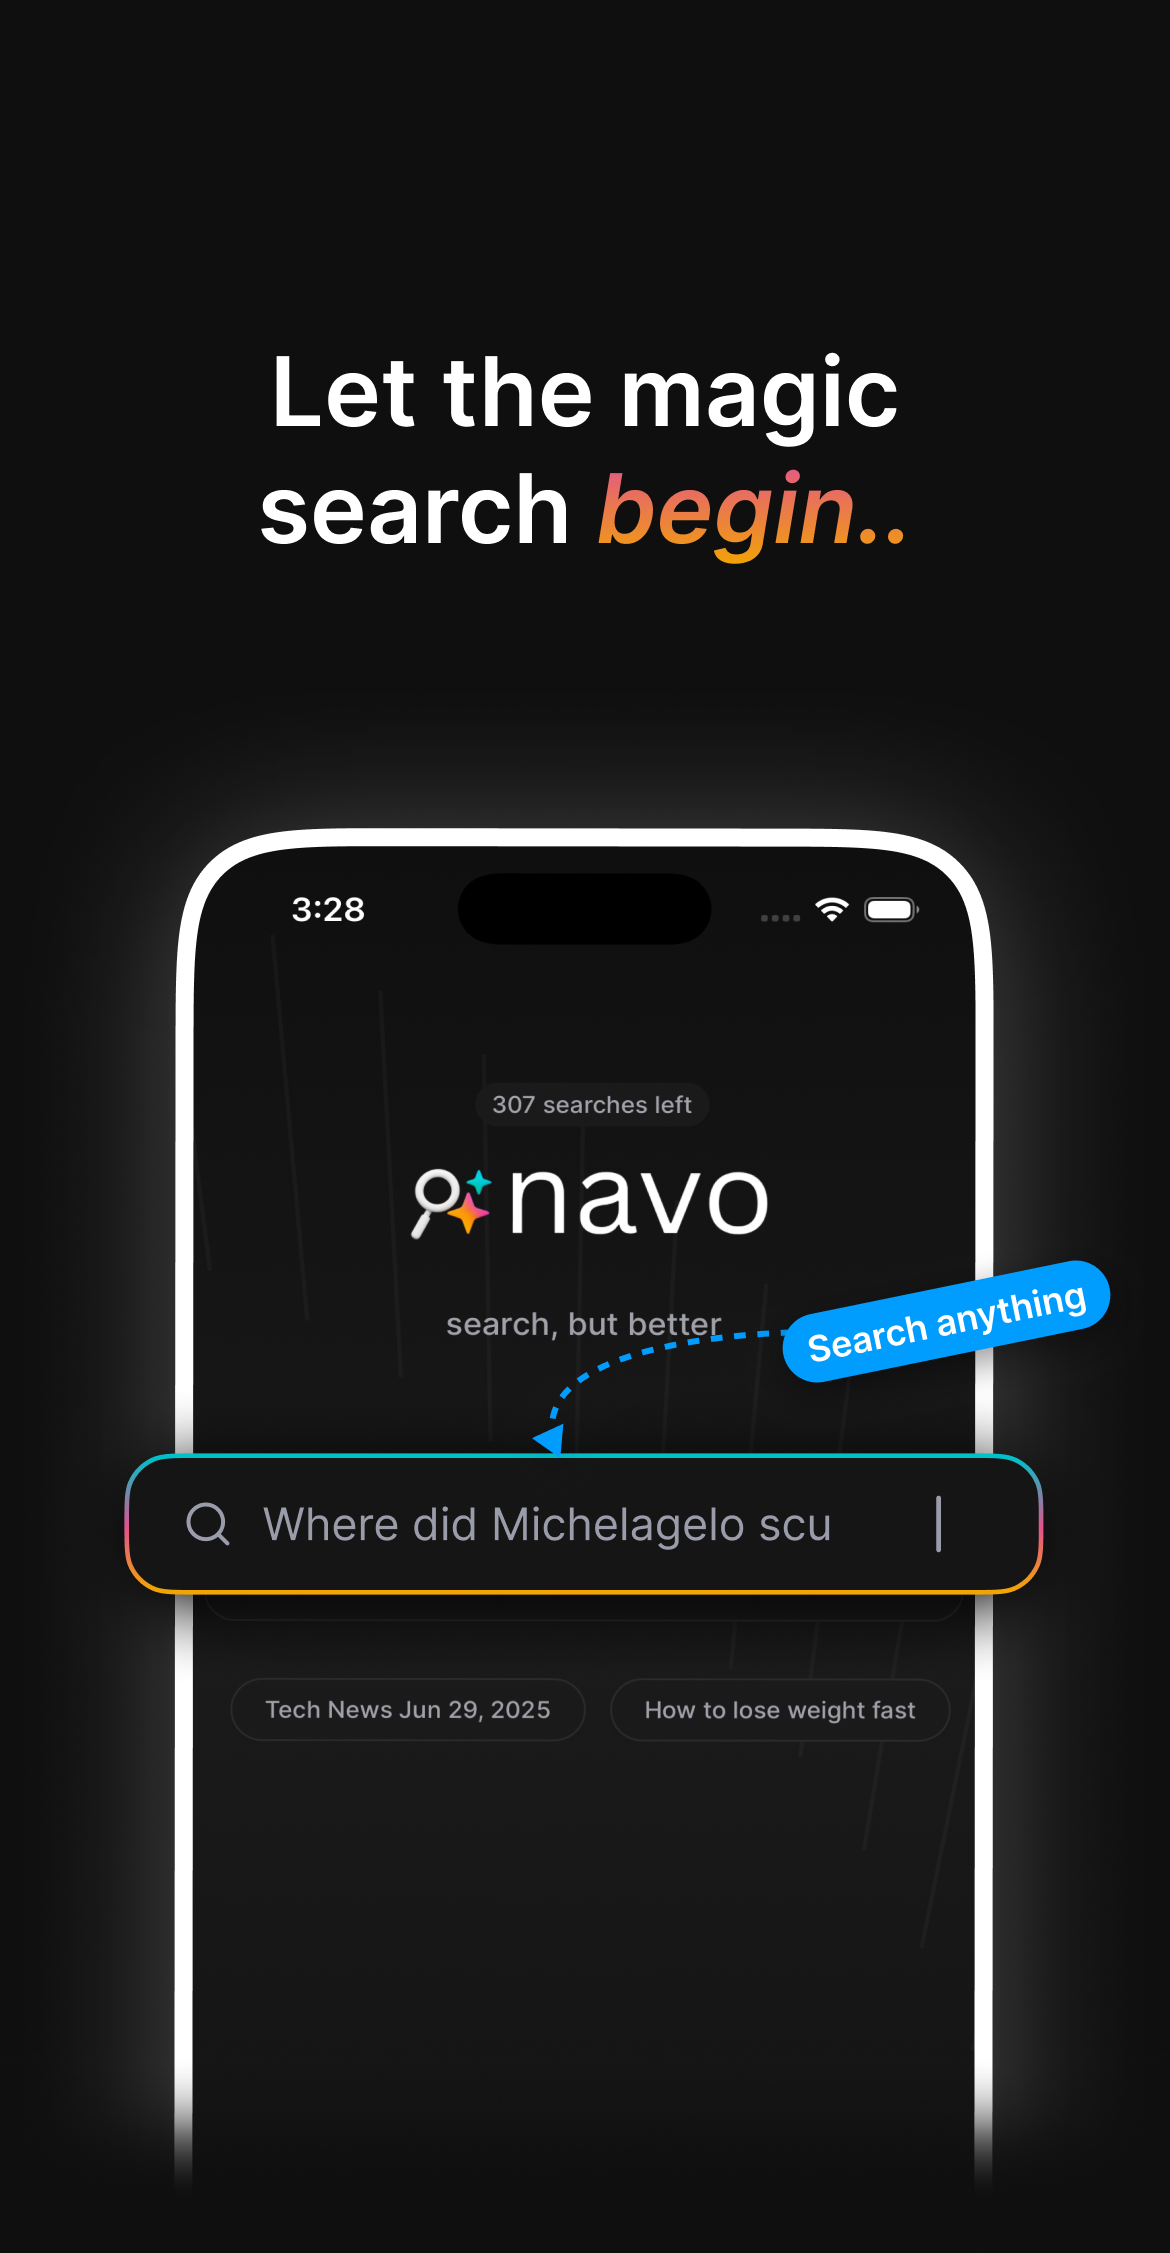 Let the magic
search begin..
3:28
307 searches left
navo
search, but better
Search anything
Where did Michelagelo scu
Tech News Jun 29, 2025
How to lose weight fast